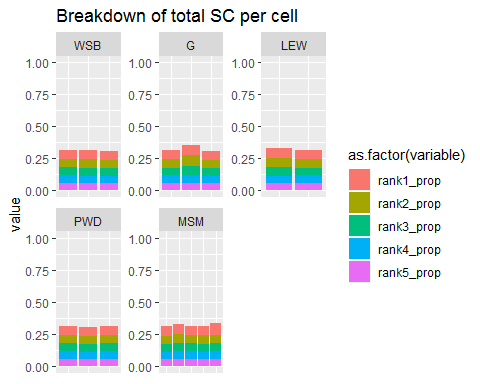 Breakdown of total SC per cell
WSB
G
LEW
1.00
0.75
0.50
0.25
0.00
1.00
0.75
0.50
0.25
0.00
1.00
0.75
0.50
0.25
0.00
PWD
MSM
1.00
0.75
0.50
0.25
0.00
1.00
0.75
0.50
0.25
0.00
value
as.factor(variable)
rank1_prop
rank2_prop
rank3_prop
rank4_prop
rank5_prop